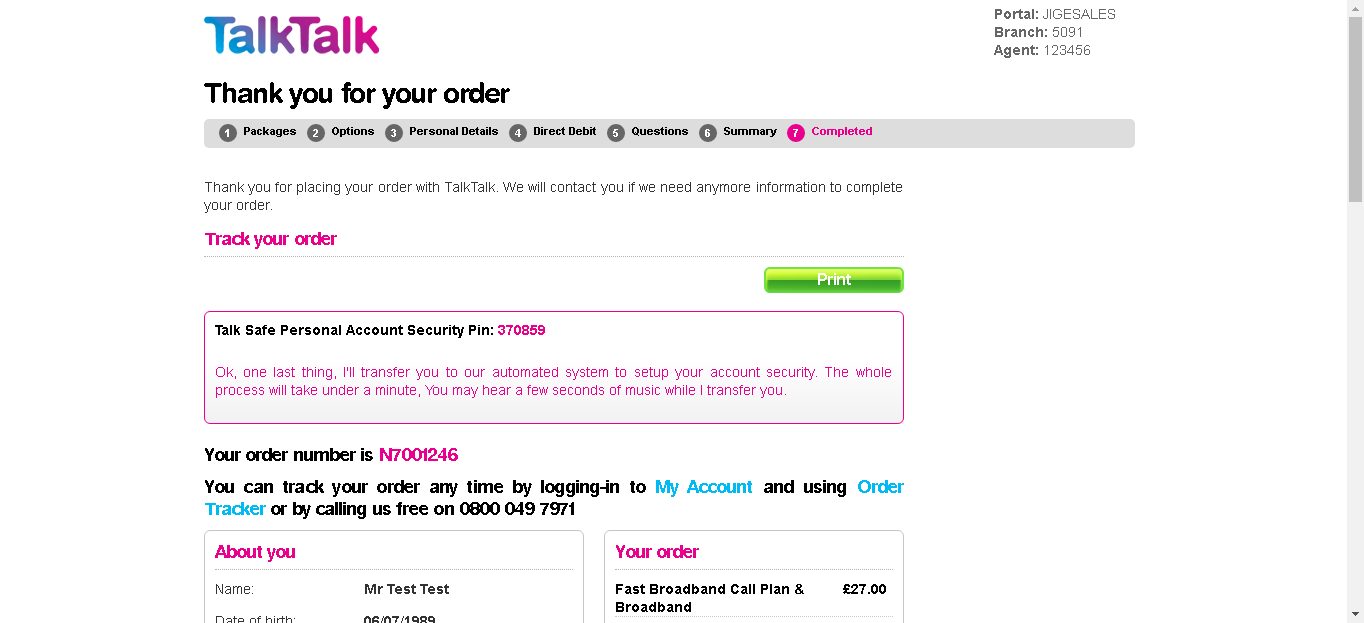 TalkTalk
Portal: JIGESALES
Branch: 5091
Agent: 123456
Thank you for your order
1 Packages 2 Options 3 Personal Details 4 Direct Debit 5 Questions 6 Summary 7 Completed
Thank you for placing your order with TalkTalk. We will contact you if we need anymore information to complete
your order.
Track your order
Print
Talk Safe Personal Account Security Pin: 370859
Ok, one last thing, I'll transfer you to our automated system to setup your account security. The whole
process will take under a minute, You may hear a few seconds of music while I transfer you.
Your order number is N7001246
You can track your order any time by logging-in to My Account and using Order
Tracker or by calling us free on 0800 049 7971
About you
Name: Mr Test Test
Date of birth: 06/07/1989
Your order
Fast Broadband Call Plan & £27.00
Broadband